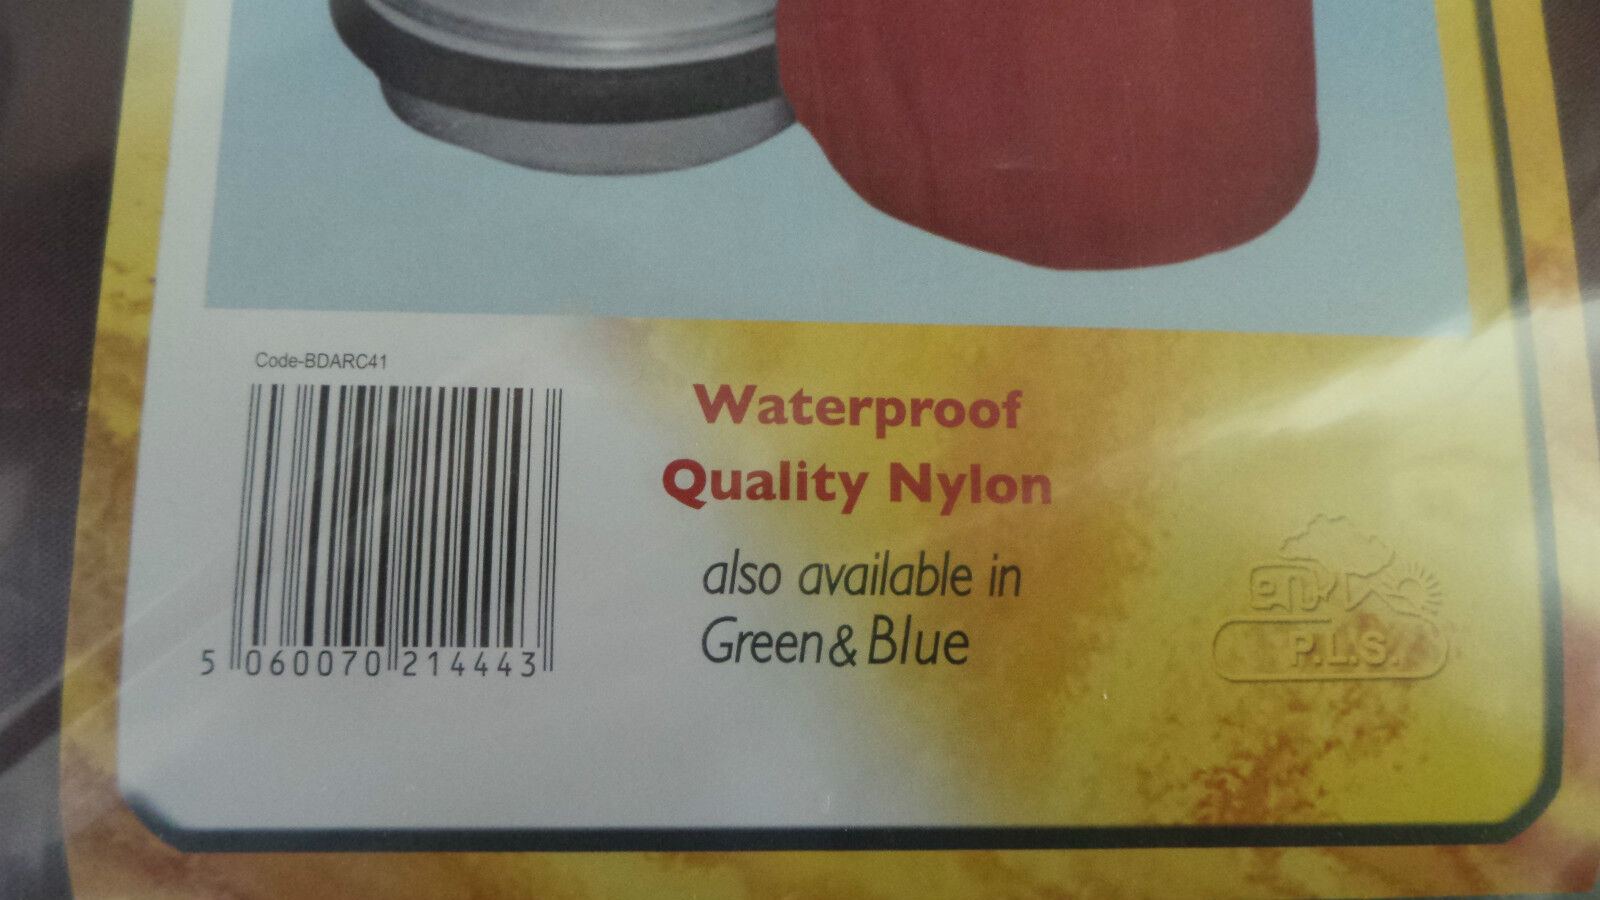 Code-BDARC41
5 060070 214443
Waterproof
Quality Nylon
also available in
Green & Blue
P.L.S.